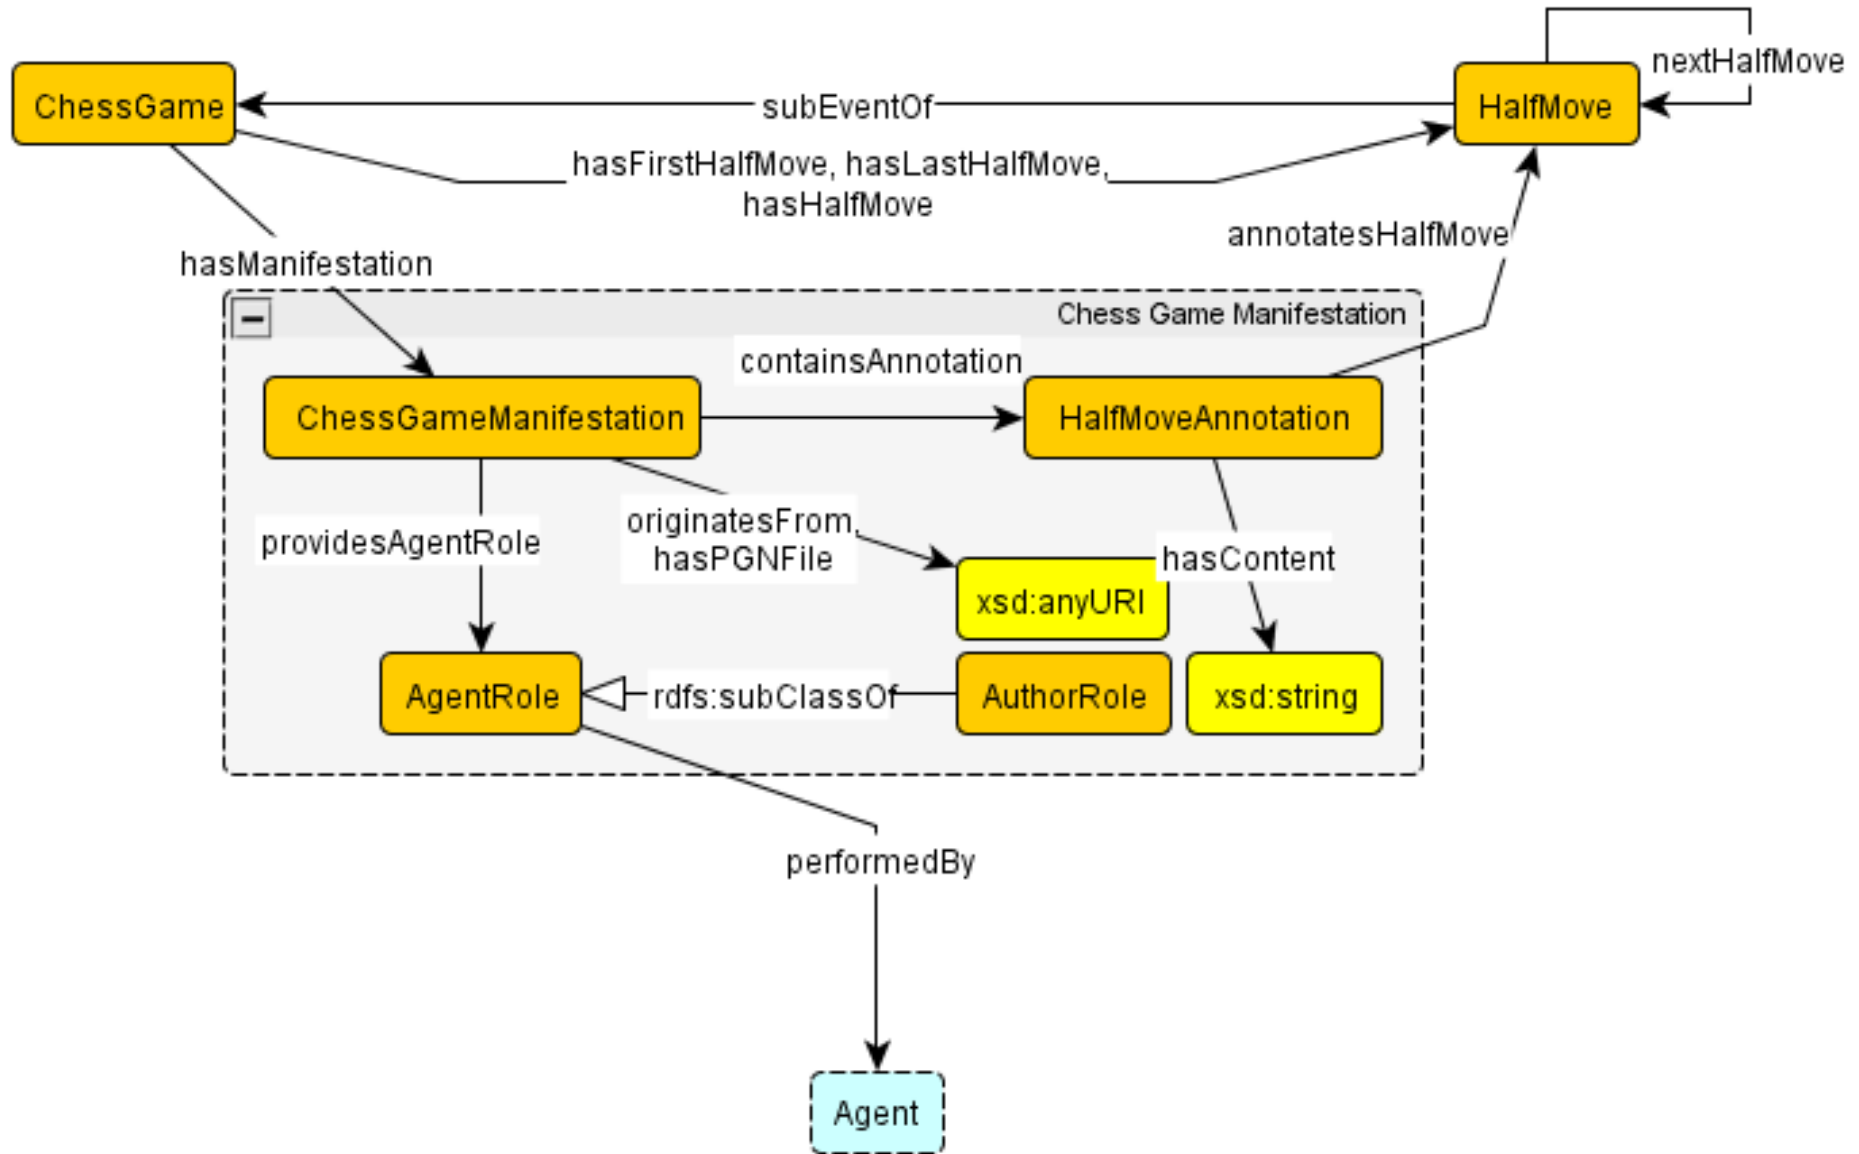 nextHalfMove
ChessGame
subEventOf
HalfMove
hasFirstHalfMove, hasLastHalfMove,
hasHalfMove
annotatesHalfMove
hasManifestation
Chess Game Manifestation
containsAnnotation
ChessGameManifestation
HalfMoveAnnotation
originatesFrom,
hasPGNFile
providesAgentRole
hasContent
xsd:anyURI
AgentRole
rdfs:subClassOf
AuthorRole
xsd:string
performedBy
Agent